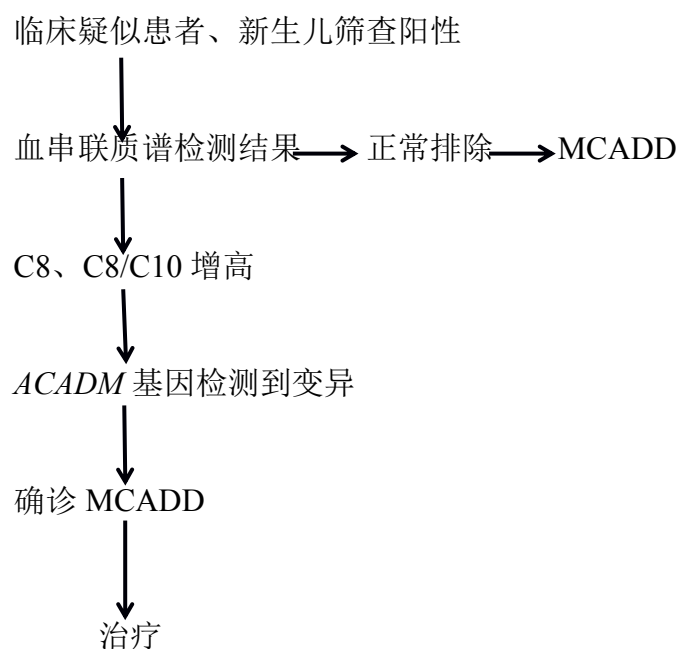 临床疑似患者、新生儿筛查阳性
血串联质谱检测结果 正常排除 MCADD
C8、C8/C10 增高
ACADM 基因检测到变异
确诊 MCADD
治疗